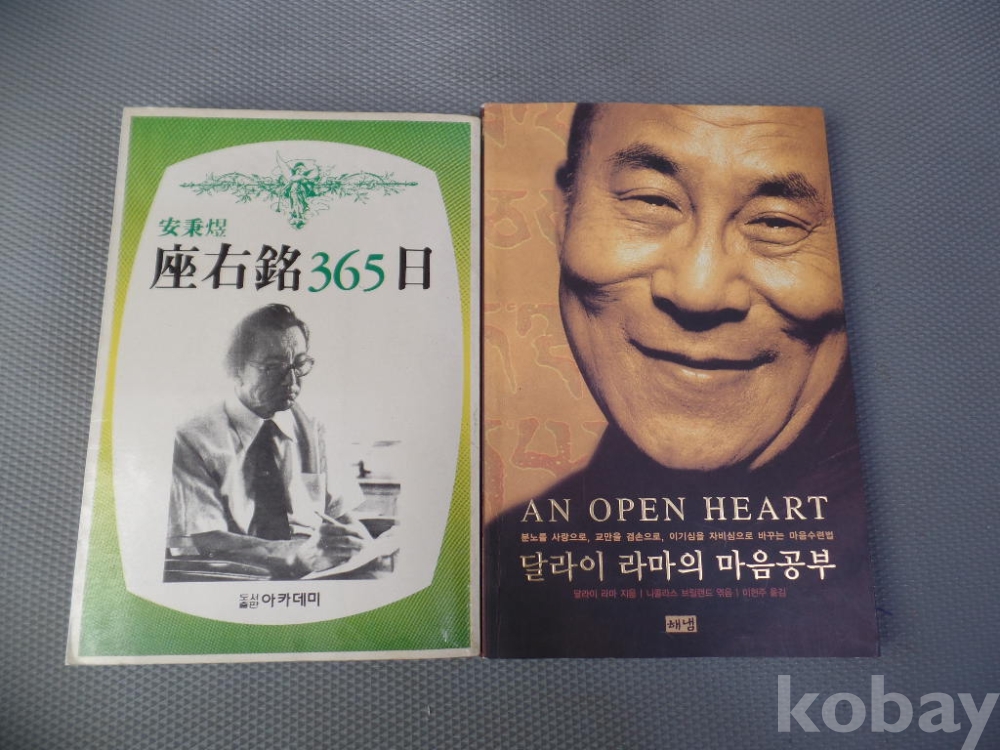 安秉煜
座右銘 365日
도서출판 아카데미
AN OPEN HEART
분노를 사랑으로, 교만을 겸손으로, 이기심을 자비심으로 바꾸는 마음수련법
달라이 라마의 마음공부
달라이 라마 지음 | 니콜라스 브릴랜드 엮음 | 이현주 옮김
해냄
kobay